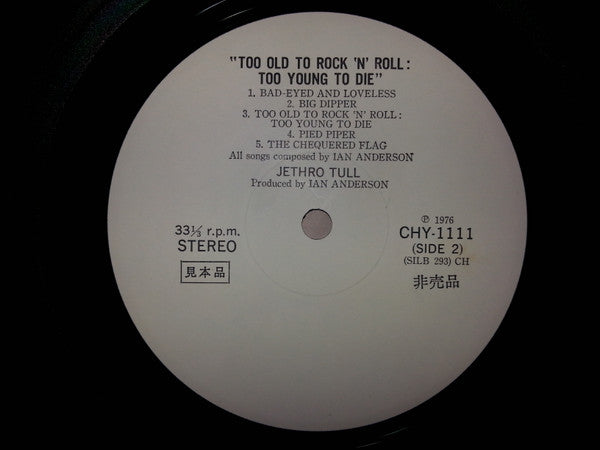 "TOO OLD TO ROCK 'N' ROLL:
TOO YOUNG TO DIE"
1. BAD-EYED AND LOVELESS
2. BIG DIPPER
3. TOO OLD TO ROCK 'N' ROLL:
TOO YOUNG TO DIE
4. PIED PIPER
5. THE CHEQUERED FLAG
All songs composed by IAN ANDERSON
JETHRO TULL
Produced by IAN ANDERSON
33⅓ r.p.m.
STEREO
見本品
℗ 1976
CHY-1111
(SIDE 2)
(SILB 293) CH
非売品